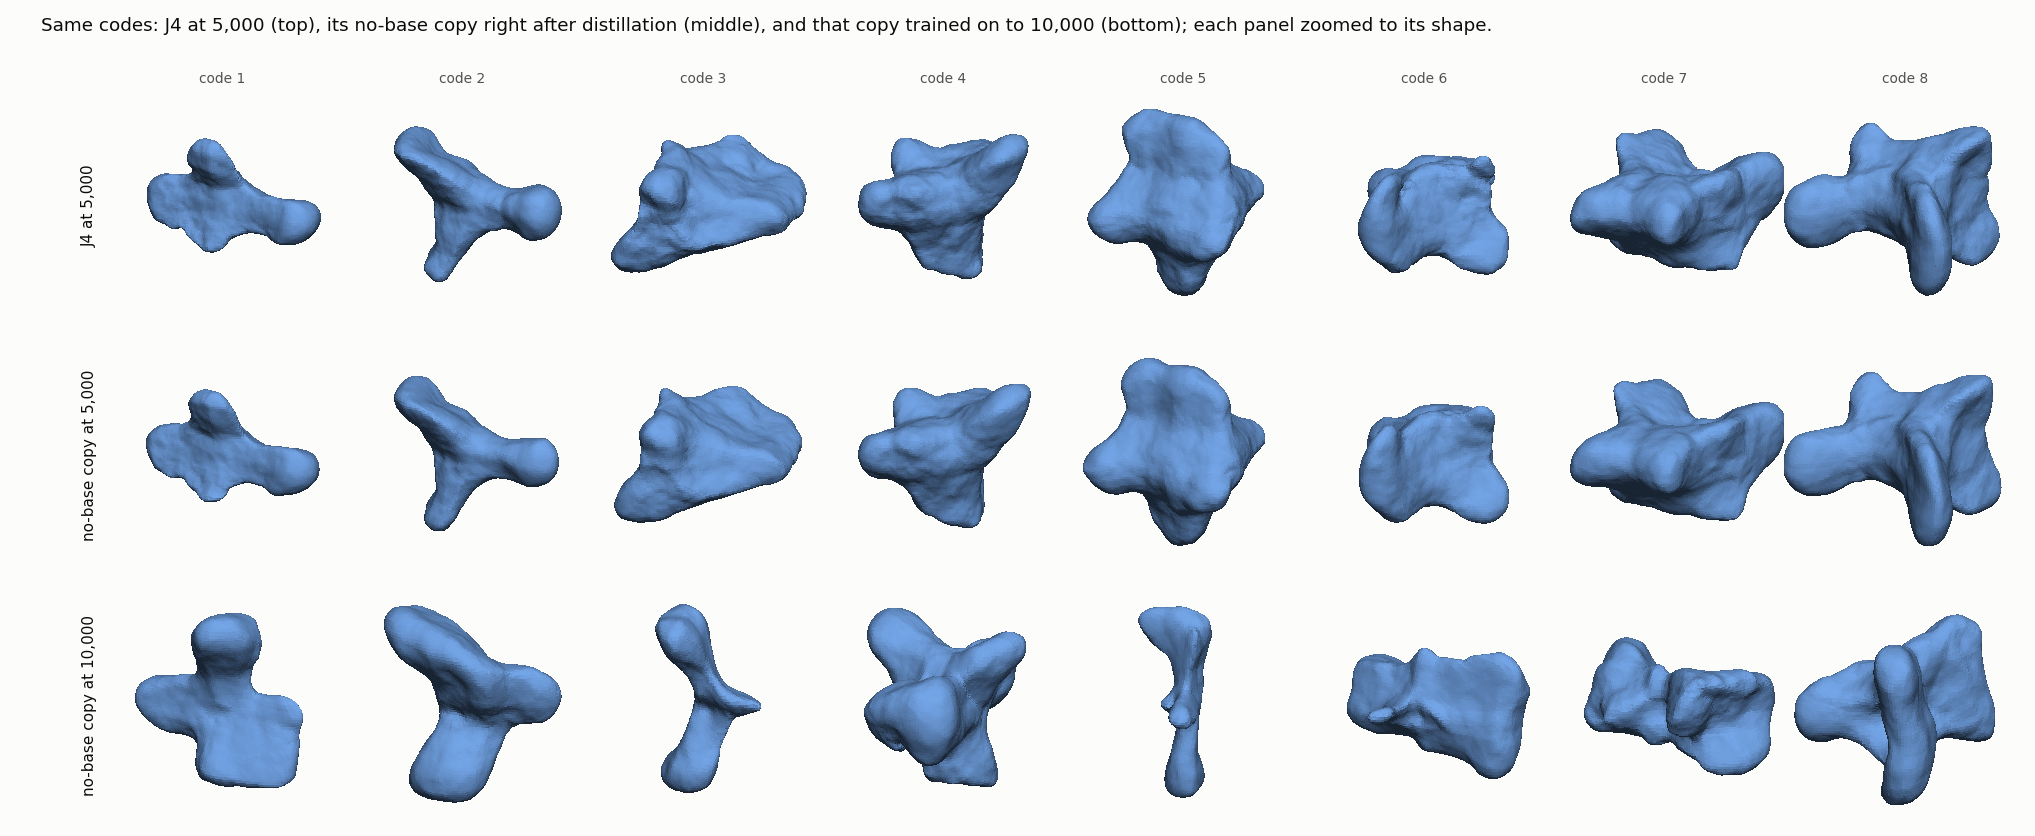 Same codes: J4 at 5,000 (top), its no-base copy right after distillation (middle), and that copy trained on to 10,000 (bottom); each panel zoomed to its shape.
code 1 code 2 code 3 code 4 code 5 code 6 code 7 code 8
J4 at 5,000
no-base copy at 5,000
no-base copy at 10,000